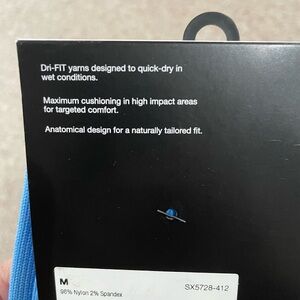 Dri-FIT yarns designed to quick-dry in
wet conditions.
Maximum cushioning in high impact areas
for targeted comfort.
Anatomical design for a naturally tailored fit.
M
SX5728-412
98% Nylon 2% Spandex